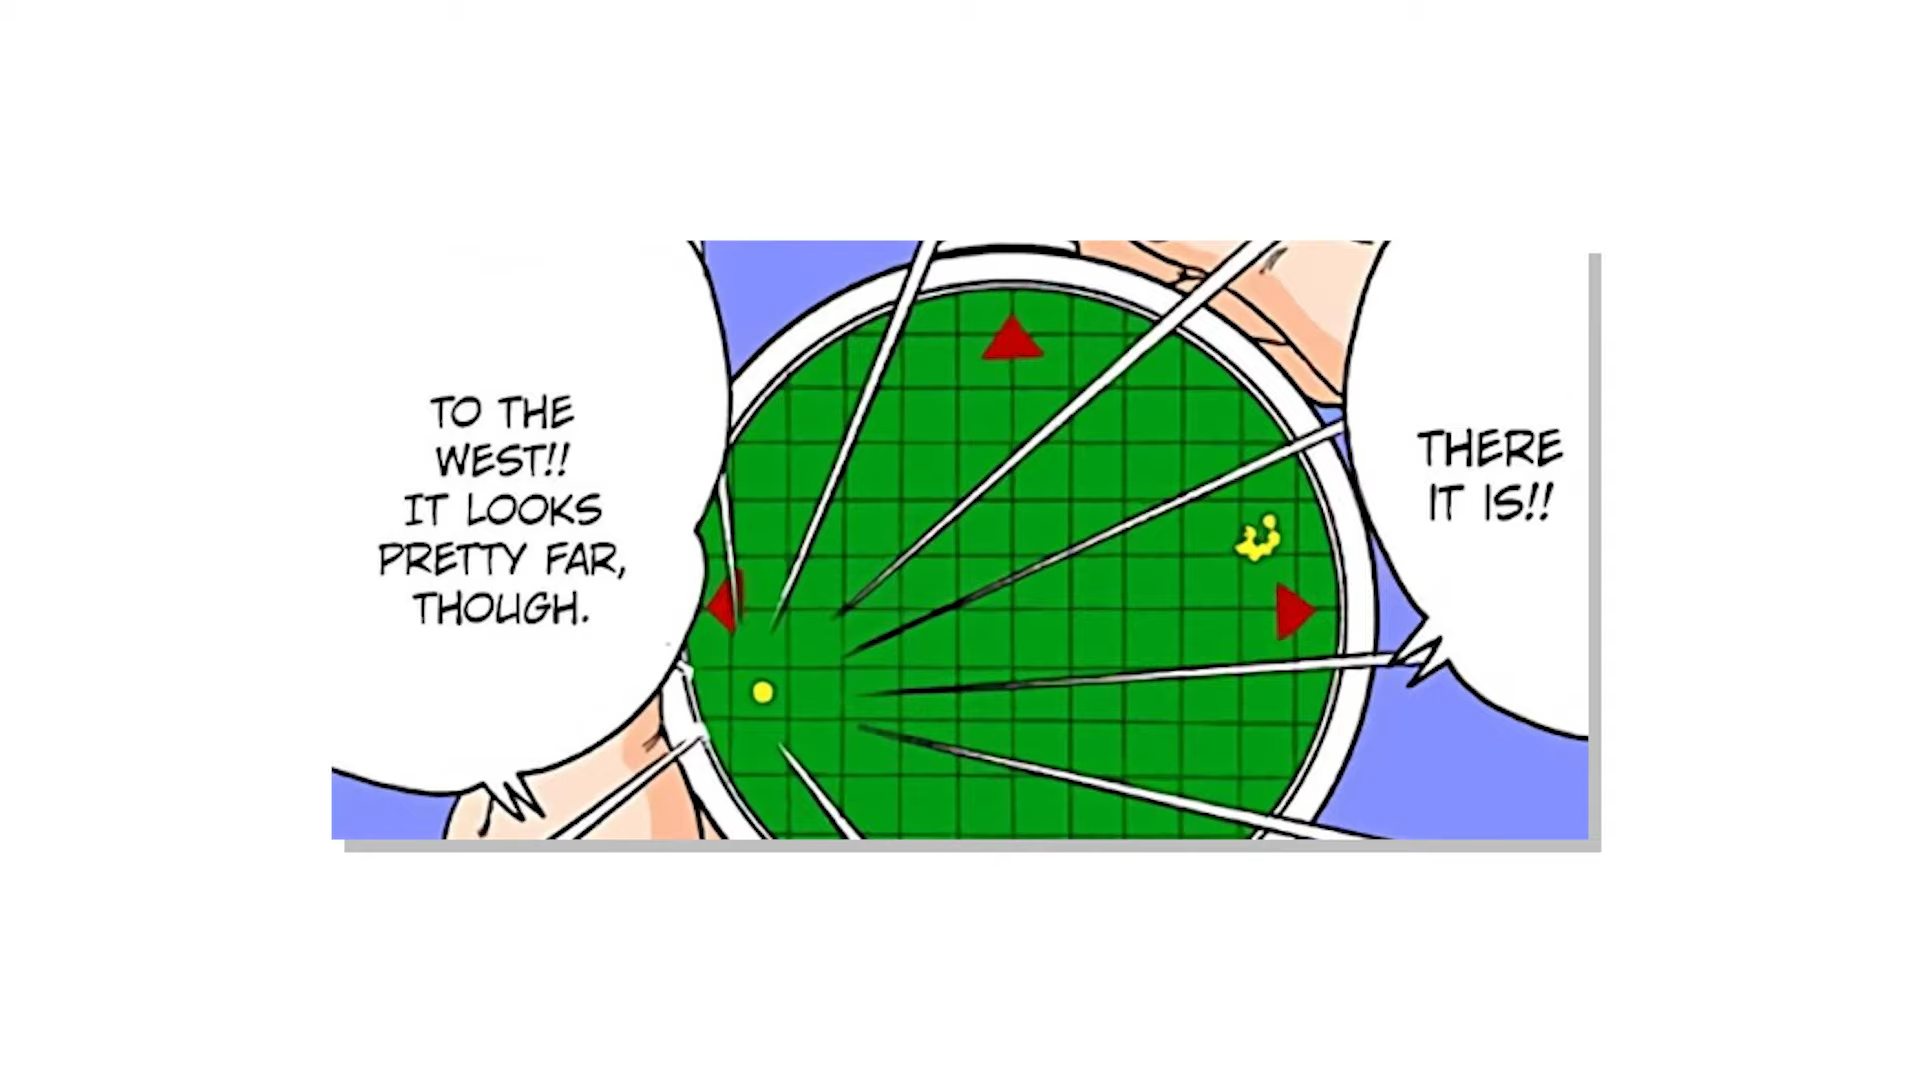 THERE
IT IS!!
TO THE
WEST!!
IT LOOKS
PRETTY FAR,
THOUGH.